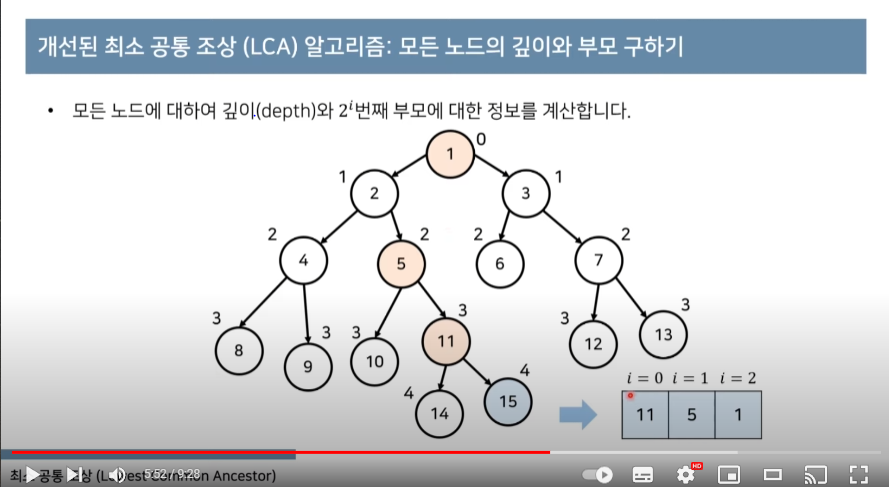 개선된 최소 공통 조상 (LCA) 알고리즘: 모든 노드의 깊이와 부모 구하기
• 모든 노드에 대하여 깊이(depth)와 2^i번째 부모에 대한 정보를 계산합니다.
1 0
2 1
3 1
4 2
5 2
6 2
7 2
8 3
9 3
10 3
11 3
12 3
13 3
14 4
15 4
i = 0 i = 1 i = 2
11 5 1
최소 공통 조상 (Lowest Common Ancestor)
5:52 / 9:28
HD